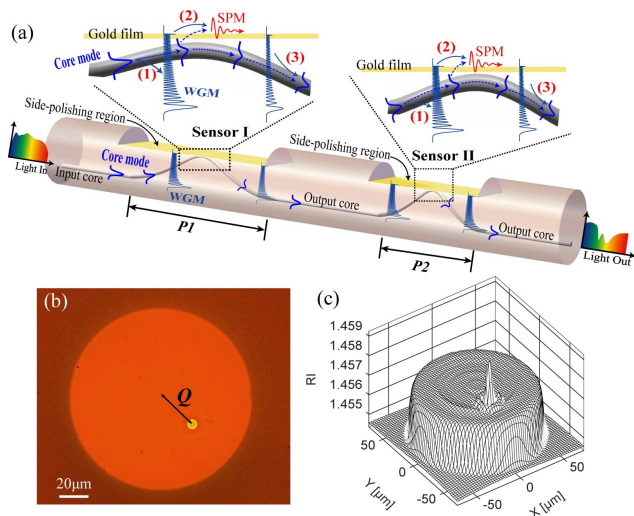 (a)
(2)
SPM
Gold film
Core mode
(1)
(3)
WGM
(2)
SPM
Gold film
(3)
(1)
Side-polishing region
Sensor I
Side-polishing region
Sensor II
Light In
Input core
Core mode
WGM
Output core
Output core
P1
P2
Light Out
(b)
Q
20μm
(c)
1.459
1.458
1.457
1.456
1.455
RI
50
0
-50
Y [μm]
-50
0
50
X [μm]